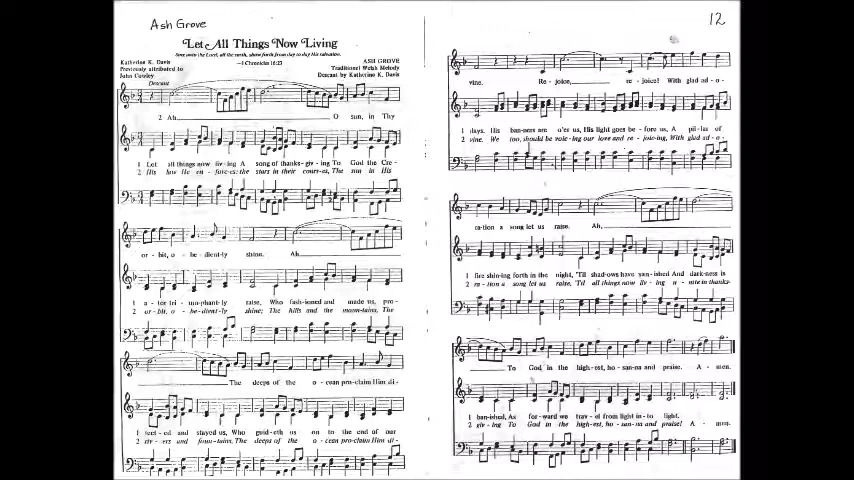 Ash Grove
Let All Things Now Living
Sing unto the Lord, all the earth, show forth from day to day His salvation.
—I Chronicles 16:23
Katherine K. Davis
Previously attributed to
John Cowley
ASH GROVE
Traditional Welsh Melody
Descant by Katherine K. Davis
Descant
2 Ah, O sun, in Thy
1 Let all things now liv-ing A song of thanks-giv-ing To God the Cre-
2 His law He en-forc-es: the stars in their cours-es, The sun in His
or-bit, o-be-dient-ly shine. Ah
1 a-tor tri-um-phant-ly raise, Who fash-ioned and made us, pro-
2 or-bit, o-be-dient-ly shine; The hills and the moun-tains, The
The deeps of the o-cean pro-claim Him di-
1 tect-ed and stayed us, Who guid-eth us on to the end of our
2 riv-ers and foun-tains, The deeps of the o-cean pro-claim Him di-
12
vine. Re-joice, re-joice! With glad ad-o-
1 days. His ban-ners are o'er us, His light goes be-fore us, A pil-lar of
2 vine. We too, should be voic-ing our love and re-joic-ing, With glad ad-o-
ra-tion a song let us raise. Ah,
1 fire shin-ing forth in the night, 'Til shad-ows have van-ished And dark-ness is
2 ra-tion a song let us raise, 'Til all things now liv-ing u-nite in thanks-
To God in the high-est, ho-san-na and praise. A-men.
1 ban-ished, As for-ward we trav-el from light in-to light.
2 giv-ing To God in the high-est, ho-san-na and praise! A-men.